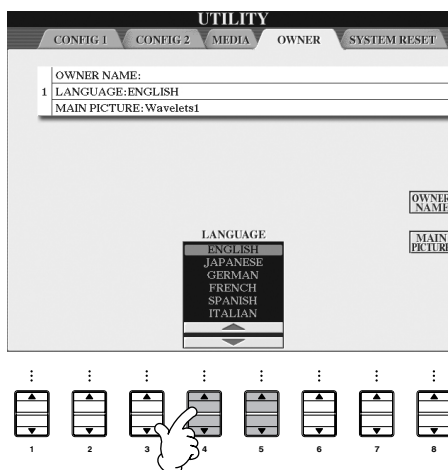 UTILITY
CONFIG 1 CONFIG 2 MEDIA OWNER SYSTEM RESET
OWNER NAME:
1 LANGUAGE:ENGLISH
MAIN PICTURE:Wavelets1
OWNER
NAME
LANGUAGE
MAIN
PICTURE
ENGLISH
JAPANESE
GERMAN
FRENCH
SPANISH
ITALIAN
1 2 3 4 5 6 7 8